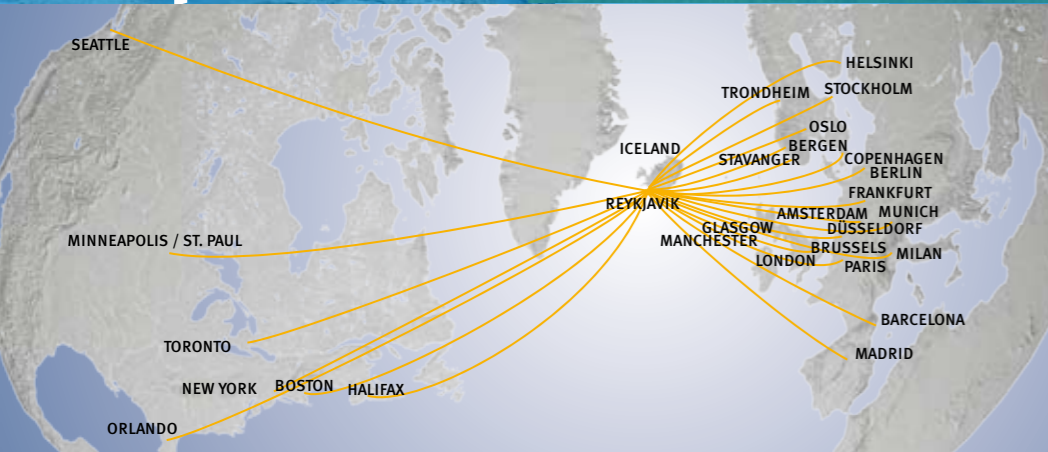 SEATTLE
HELSINKI
TRONDHEIM
STOCKHOLM
OSLO
BERGEN
ICELAND
STAVANGER
COPENHAGEN
BERLIN
FRANKFURT
REYKJAVIK
AMSTERDAM
MUNICH
GLASGOW
DÜSSELDORF
MINNEAPOLIS / ST. PAUL
MANCHESTER
BRUSSELS
MILAN
LONDON
PARIS
BARCELONA
TORONTO
MADRID
NEW YORK
BOSTON
HALIFAX
ORLANDO